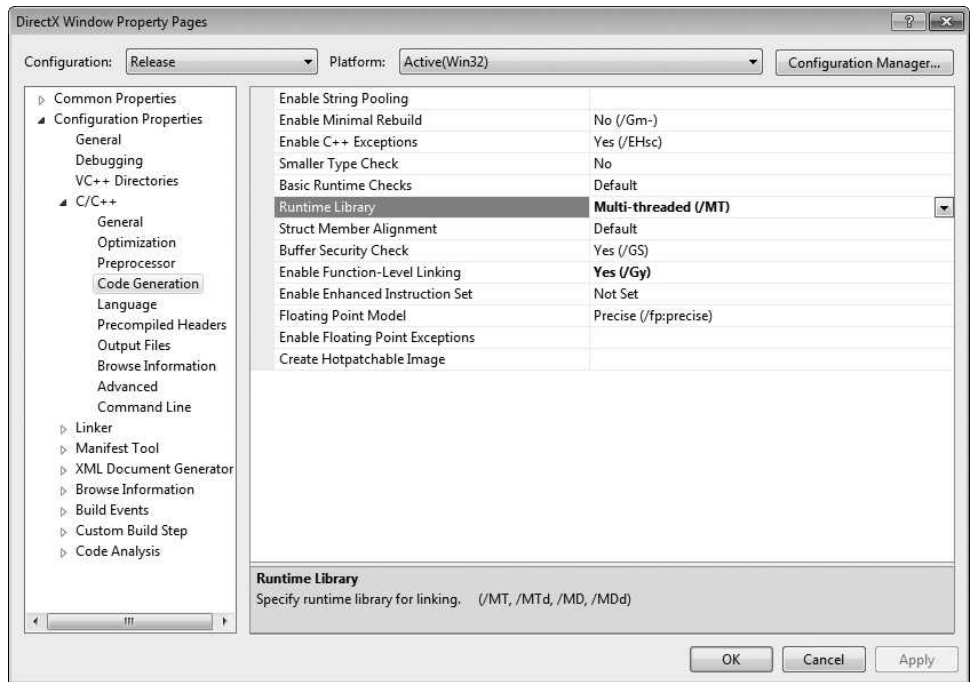 DirectX Window Property Pages
Configuration: Release Platform: Active(Win32) Configuration Manager...
Common Properties
Configuration Properties
General
Debugging
VC++ Directories
C/C++
General
Optimization
Preprocessor
Code Generation
Language
Precompiled Headers
Output Files
Browse Information
Advanced
Command Line
Linker
Manifest Tool
XML Document Generator
Browse Information
Build Events
Custom Build Step
Code Analysis
Enable String Pooling
Enable Minimal Rebuild No (/Gm-)
Enable C++ Exceptions Yes (/EHsc)
Smaller Type Check No
Basic Runtime Checks Default
Runtime Library Multi-threaded (/MT)
Struct Member Alignment Default
Buffer Security Check Yes (/GS)
Enable Function-Level Linking Yes (/Gy)
Enable Enhanced Instruction Set Not Set
Floating Point Model Precise (/fp:precise)
Enable Floating Point Exceptions
Create Hotpatchable Image
Runtime Library
Specify runtime library for linking. (/MT, /MTd, /MD, /MDd)
OK Cancel Apply